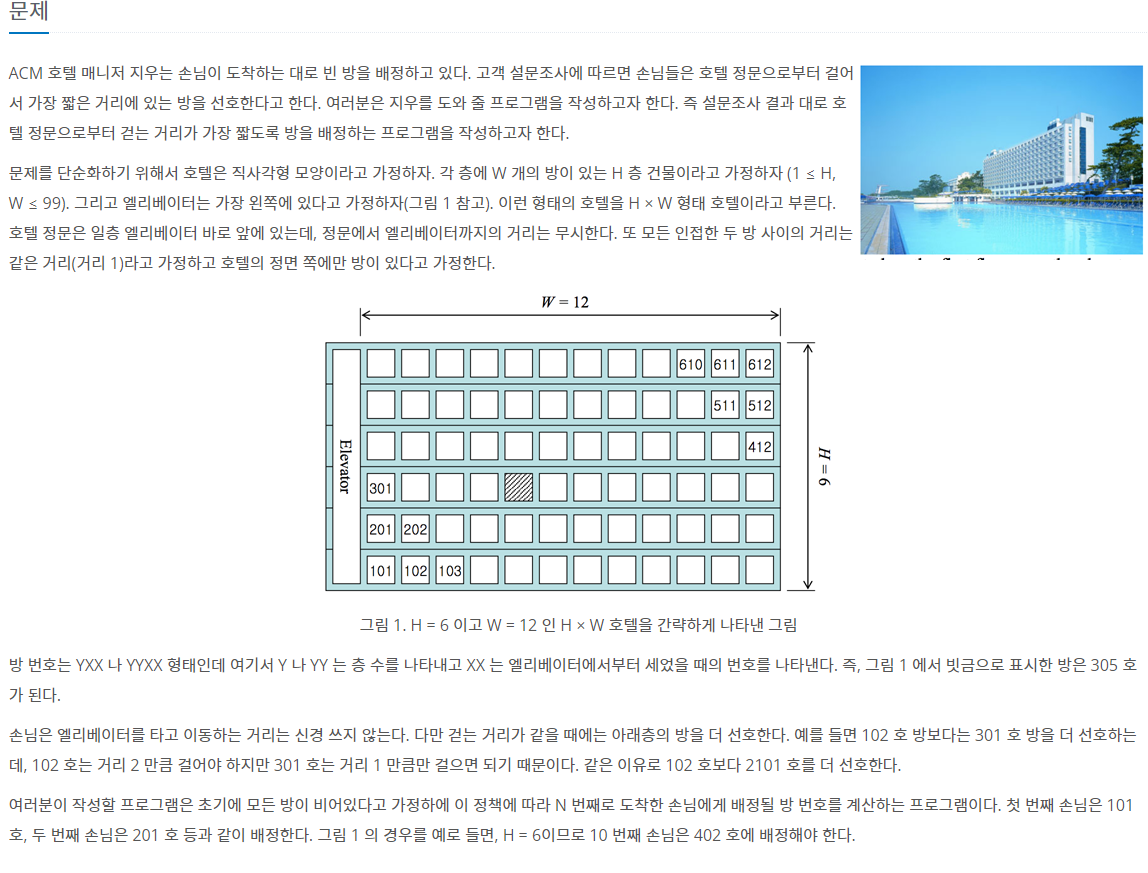 문제
ACM 호텔 매니저 지우는 손님이 도착하는 대로 빈 방을 배정하고 있다. 고객 설문조사에 따르면 손님들은 호텔 정문으로부터 걸어
서 가장 짧은 거리에 있는 방을 선호한다고 한다. 여러분은 지우를 도와 줄 프로그램을 작성하고자 한다. 즉 설문조사 결과 대로 호
텔 정문으로부터 걷는 거리가 가장 짧도록 방을 배정하는 프로그램을 작성하고자 한다.
문제를 단순화하기 위해서 호텔은 직사각형 모양이라고 가정하자. 각 층에 W 개의 방이 있는 H 층 건물이라고 가정하자 (1 ≤ H,
W ≤ 99). 그리고 엘리베이터는 가장 왼쪽에 있다고 가정하자(그림 1 참고). 이런 형태의 호텔을 H × W 형태 호텔이라고 부른다.
호텔 정문은 일층 엘리베이터 바로 앞에 있는데, 정문에서 엘리베이터까지의 거리는 무시한다. 또 모든 인접한 두 방 사이의 거리는
같은 거리(거리 1)라고 가정하고 호텔의 정면 쪽에만 방이 있다고 가정한다.
W = 12
610 611 612
511 512
412
Elevator
H = 6
301
201 202
101 102 103
그림 1. H = 6 이고 W = 12 인 H × W 호텔을 간략하게 나타낸 그림
방 번호는 YXX 나 YYXX 형태인데 여기서 Y 나 YY 는 층 수를 나타내고 XX 는 엘리베이터에서부터 세었을 때의 번호를 나타낸다. 즉, 그림 1 에서 빗금으로 표시한 방은 305 호
가 된다.
손님은 엘리베이터를 타고 이동하는 거리는 신경 쓰지 않는다. 다만 걷는 거리가 같을 때에는 아래층의 방을 더 선호한다. 예를 들면 102 호 방보다는 301 호 방을 더 선호하는
데, 102 호는 거리 2 만큼 걸어야 하지만 301 호는 거리 1 만큼만 걸으면 되기 때문이다. 같은 이유로 102 호보다 2101 호를 더 선호한다.
여러분이 작성할 프로그램은 초기에 모든 방이 비어있다고 가정하에 이 정책에 따라 N 번째로 도착한 손님에게 배정될 방 번호를 계산하는 프로그램이다. 첫 번째 손님은 101
호, 두 번째 손님은 201 호 등과 같이 배정한다. 그림 1 의 경우를 예로 들면, H = 6이므로 10 번째 손님은 402 호에 배정해야 한다.